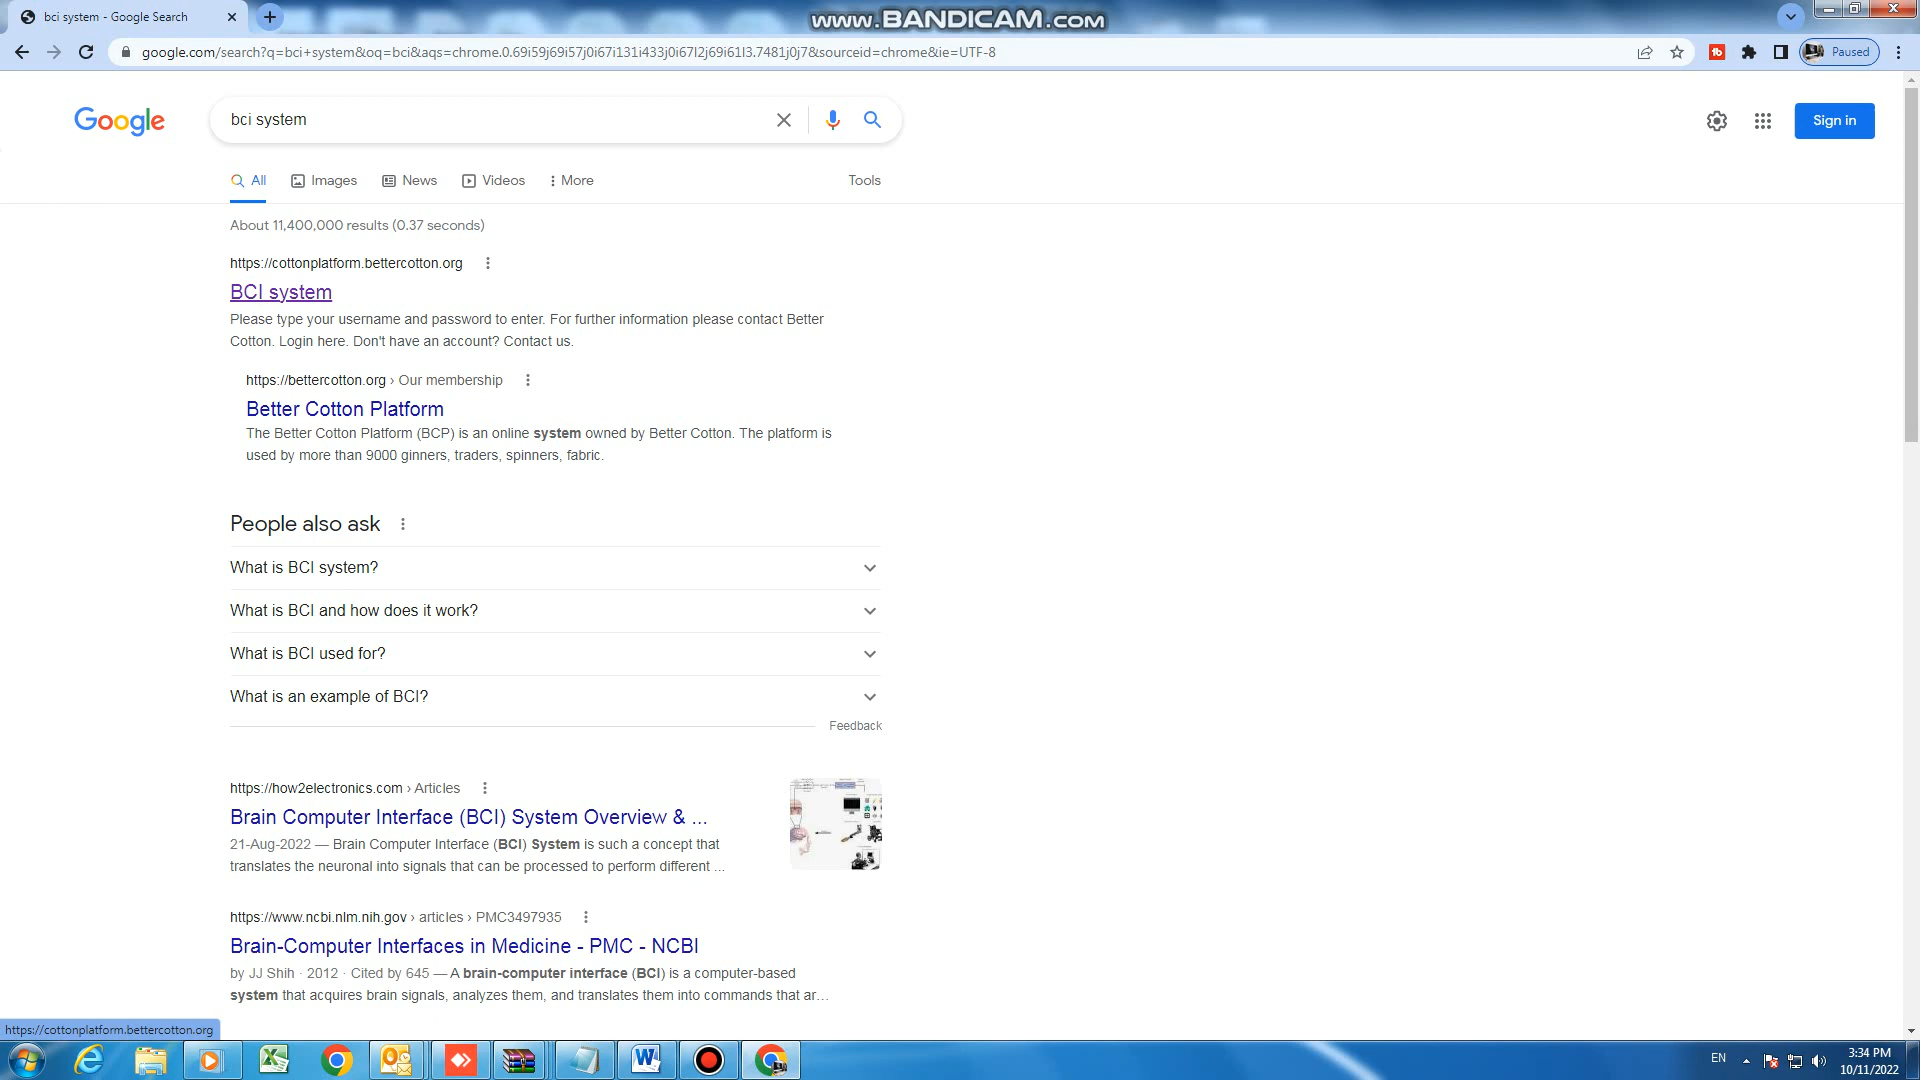 bci system - Google Search
www.BANDICAM.com
google.com/search?q=bci+system&oq=bci&aqs=chrome.0.69i59j69i57j0i67i131i433j0i67l2j69i61l3.7481j0j7&sourceid=chrome&ie=UTF-8
Paused
Google
bci system
Sign in
All
Images
News
Videos
More
Tools
About 11,400,000 results (0.37 seconds)
https://cottonplatform.bettercotton.org
BCI system
Please type your username and password to enter. For further information please contact Better
Cotton. Login here. Don't have an account? Contact us.
https://bettercotton.org › Our membership
Better Cotton Platform
The Better Cotton Platform (BCP) is an online system owned by Better Cotton. The platform is
used by more than 9000 ginners, traders, spinners, fabric.
People also ask
What is BCI system?
What is BCI and how does it work?
What is BCI used for?
What is an example of BCI?
Feedback
https://how2electronics.com › Articles
Brain Computer Interface (BCI) System Overview & ...
21-Aug-2022 — Brain Computer Interface (BCI) System is such a concept that
translates the neuronal into signals that can be processed to perform different ...
https://www.ncbi.nlm.nih.gov › articles › PMC3497935
Brain-Computer Interfaces in Medicine - PMC - NCBI
by JJ Shih · 2012 · Cited by 645 — A brain-computer interface (BCI) is a computer-based
system that acquires brain signals, analyzes them, and translates them into commands that ar...
https://cottonplatform.bettercotton.org
EN
3:34 PM
10/11/2022